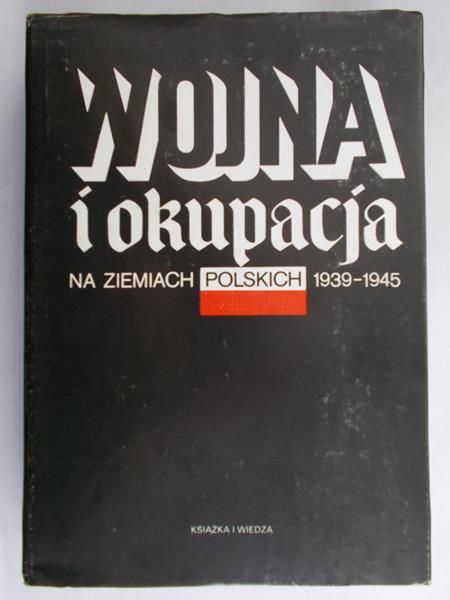 WOJNA
i okupacja
NA ZIEMIACH POLSKICH 1939–1945
KSIĄŻKA I WIEDZA